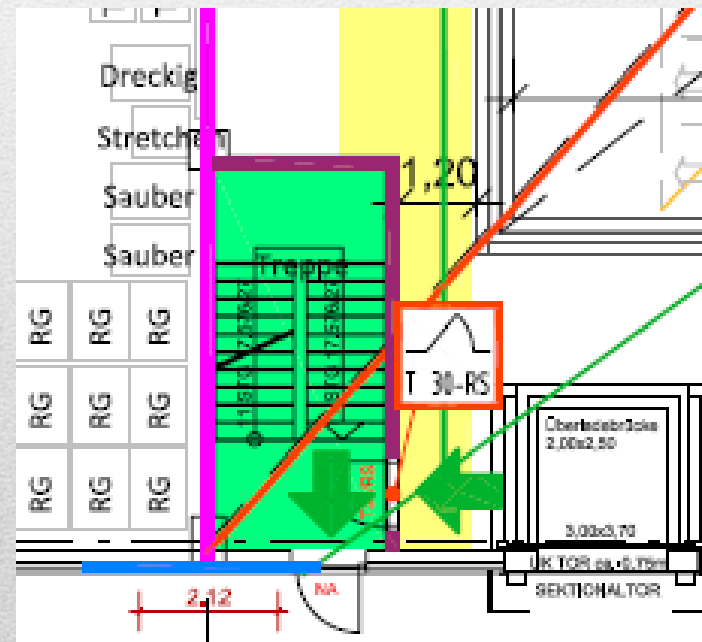 Dreckig
Stretchen
Sauber
Sauber
1,20
Treppe
RG RG RG
RG RG RG
RG RG RG
T 30-RS
Überladebrücke
2,00x2,50
3,00x3,70
UK TOR ca. 0,75m
SEKTIONALTOR
NA
2,12